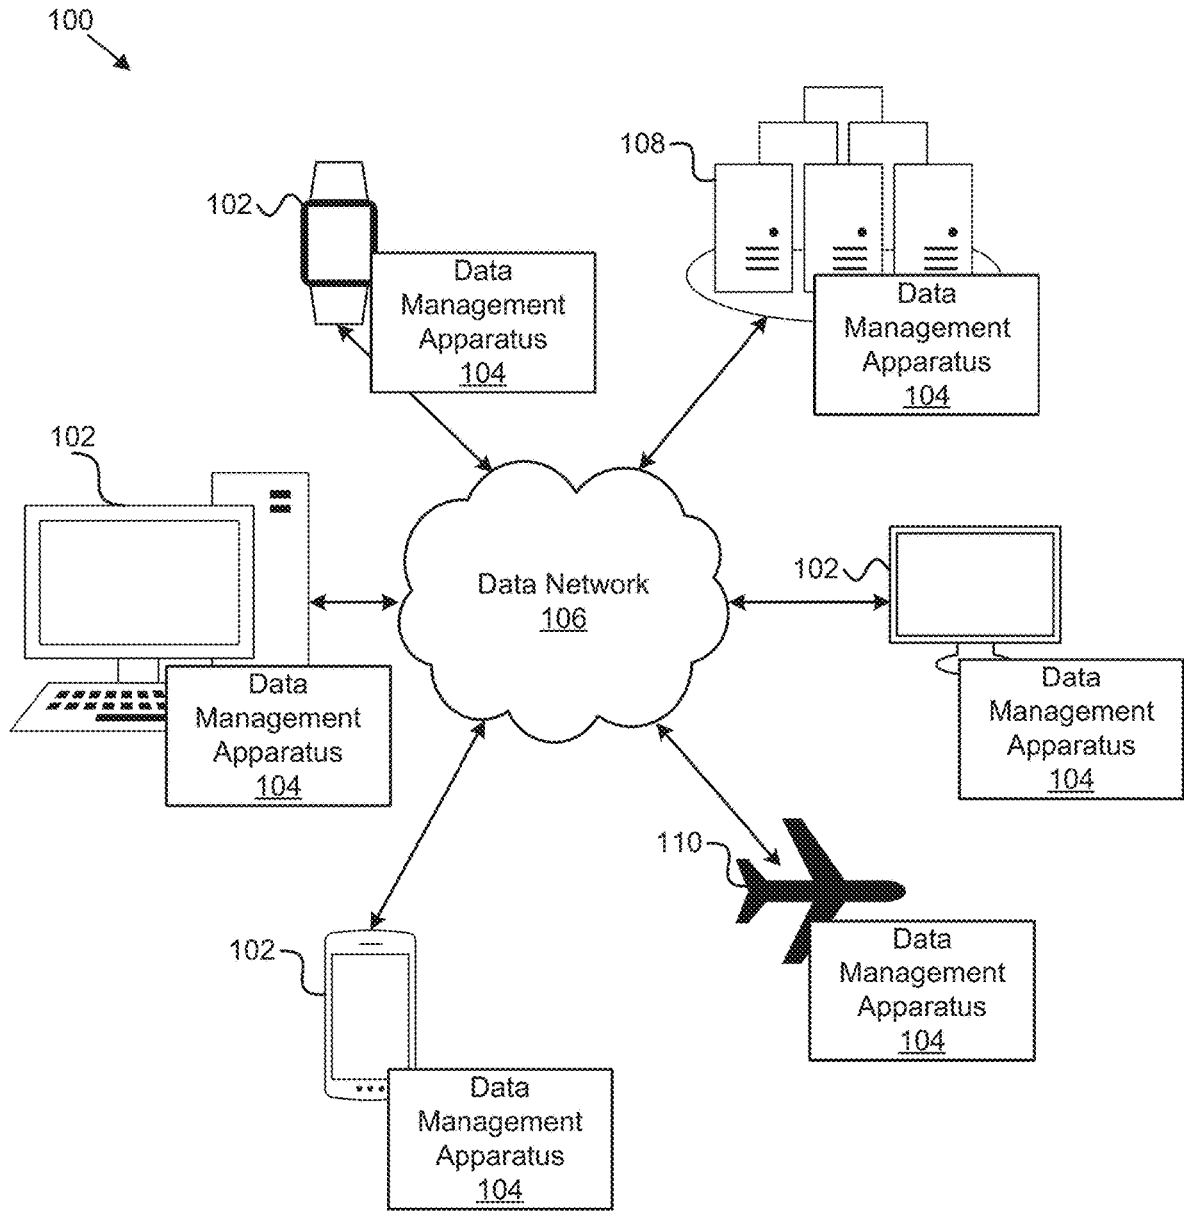 100
108
102
Data
Management
Apparatus
104
Data
Management
Apparatus
104
102
Data Network
106
102
Data
Management
Apparatus
104
Data
Management
Apparatus
104
110
Data
Management
Apparatus
104
102
Data
Management
Apparatus
104